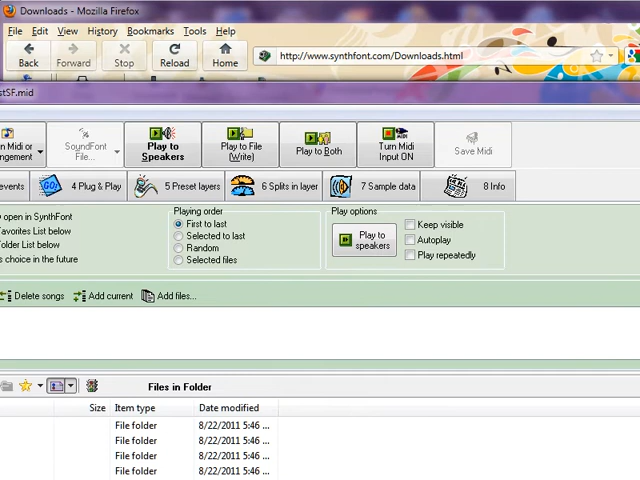 Downloads - Mozilla Firefox
File Edit View History Bookmarks Tools Help
Back Forward Stop Reload Home http://www.synthfont.com/Downloads.html
stSF.mid
n Midi or
ngement
SoundFont
File...
Play to
Speakers
Play to File
(Write)
Play to Both
Turn Midi
Input ON
Save Midi
events GO! 4 Plug & Play 5 Preset layers 6 Splits in layer 7 Sample data 8 Info
open in SynthFont
avorites List below
older List below
s choice in the future
Playing order
First to last
Selected to last
Random
Selected files
Play options
Play to
speakers
Keep visible
Autoplay
Play repeatedly
Delete songs Add current Add files...
Files in Folder
Size Item type Date modified
File folder 8/22/2011 5:46 ...
File folder 8/22/2011 5:46 ...
File folder 8/22/2011 5:46 ...
File folder 8/22/2011 5:46 ...